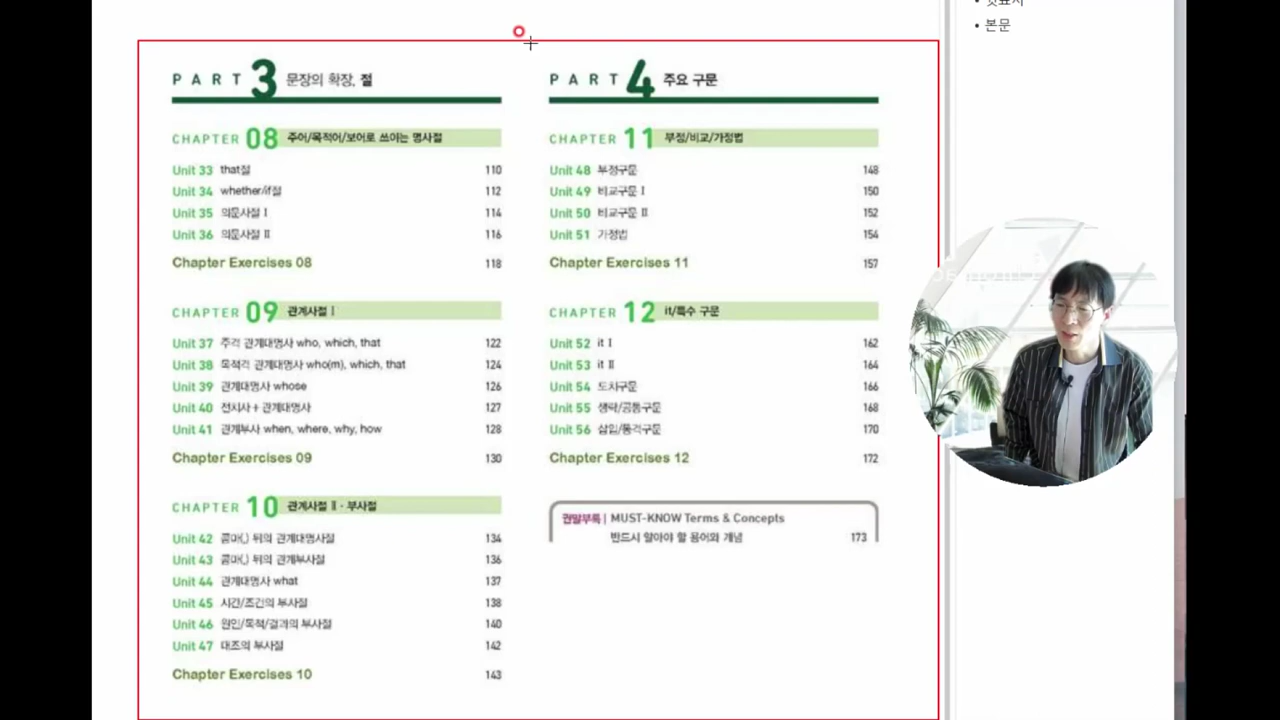 본문
PART 3 문장의 확장, 절
CHAPTER 08 주어/목적어/보어로 쓰이는 명사절
Unit 33 that절 110
Unit 34 whether/if절 112
Unit 35 의문사절 I 114
Unit 36 의문사절 II 116
Chapter Exercises 08 118
CHAPTER 09 관계사절 I
Unit 37 주격 관계대명사 who, which, that 122
Unit 38 목적격 관계대명사 who(m), which, that 124
Unit 39 관계대명사 whose 126
Unit 40 전치사 + 관계대명사 127
Unit 41 관계부사 when, where, why, how 128
Chapter Exercises 09 130
CHAPTER 10 관계사절 II · 부사절
Unit 42 콤마(,) 뒤의 관계대명사절 134
Unit 43 콤마(,) 뒤의 관계부사절 136
Unit 44 관계대명사 what 137
Unit 45 시간/조건의 부사절 138
Unit 46 원인/목적/결과의 부사절 140
Unit 47 대조의 부사절 142
Chapter Exercises 10 143
PART 4 주요 구문
CHAPTER 11 부정/비교/가정법
Unit 48 부정구문 148
Unit 49 비교구문 I 150
Unit 50 비교구문 II 152
Unit 51 가정법 154
Chapter Exercises 11 157
CHAPTER 12 it/특수 구문
Unit 52 it I 162
Unit 53 it II 164
Unit 54 도치구문 166
Unit 55 생략/공통구문 168
Unit 56 삽입/동격구문 170
Chapter Exercises 12 172
권말부록 | MUST-KNOW Terms & Concepts
반드시 알아야 할 용어와 개념 173